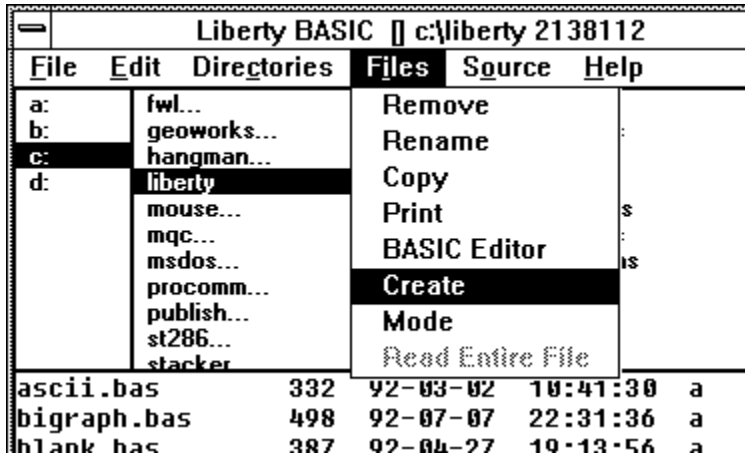 Liberty BASIC [] c:\liberty 2138112
File Edit Directories Files Source Help
a:
b:
c:
d:
fwl...
geoworks...
hangman...
liberty
mouse...
mqc...
msdos...
procomm...
publish...
st286...
stacker
Remove
Rename
Copy
Print
BASIC Editor
Create
Mode
Read Entire File
ascii.bas 332 92-03-02 10:41:30 a
bigraph.bas 498 92-07-07 22:31:36 a
blank.bas 387 92-04-27 19:13:56 a